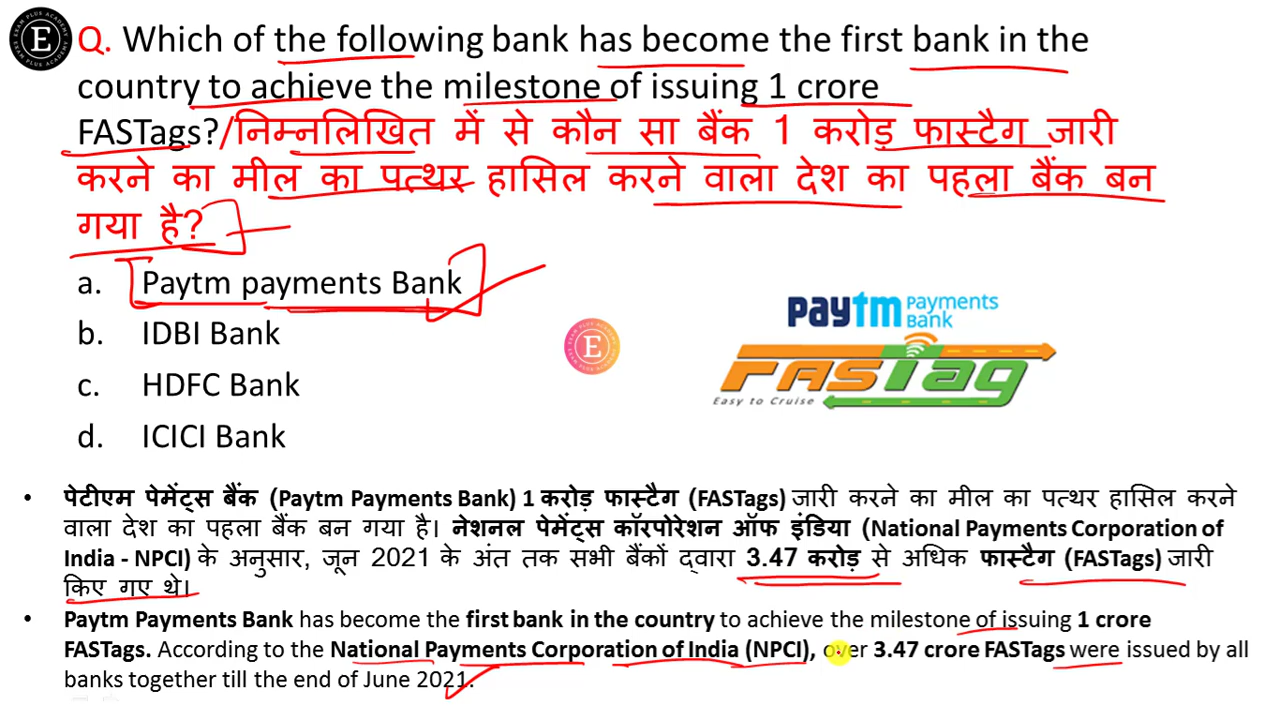 Q. Which of the following bank has become the first bank in the
country to achieve the milestone of issuing 1 crore
FASTags?/निम्नलिखित में से कौन सा बैंक 1 करोड़ फास्टैग जारी
करने का मील का पत्थर हासिल करने वाला देश का पहला बैंक बन
गया है?
a. Paytm payments Bank
b. IDBI Bank
c. HDFC Bank
d. ICICI Bank
paytm Payments
Bank
FASTag
Easy to Cruise
E
E
• पेटीएम पेमेंट्स बैंक (Paytm Payments Bank) 1 करोड़ फास्टैग (FASTags) जारी करने का मील का पत्थर हासिल करने
वाला देश का पहला बैंक बन गया है। नेशनल पेमेंट्स कॉरपोरेशन ऑफ इंडिया (National Payments Corporation of
India - NPCI) के अनुसार, जून 2021 के अंत तक सभी बैंकों द्वारा 3.47 करोड़ से अधिक फास्टैग (FASTags) जारी
किए गए थे।
• Paytm Payments Bank has become the first bank in the country to achieve the milestone of issuing 1 crore
FASTags. According to the National Payments Corporation of India (NPCI), over 3.47 crore FASTags were issued by all
banks together till the end of June 2021.